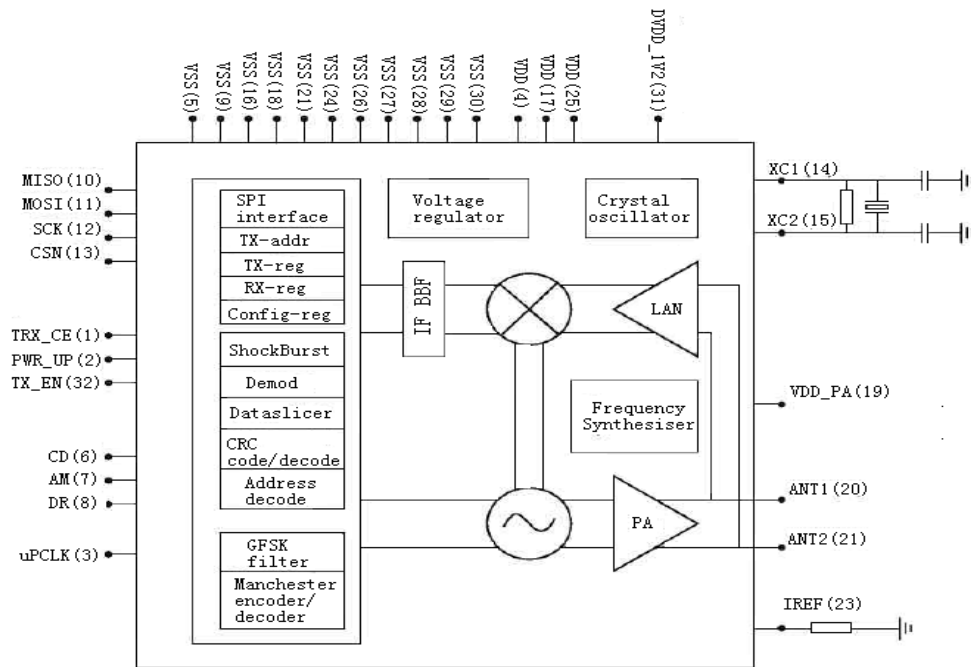 VSS(5)
VSS(9)
VSS(16)
VSS(18)
VSS(21)
VSS(24)
VSS(26)
VSS(27)
VSS(28)
VSS(29)
VSS(30)
VDD(4)
VDD(17)
VDD(25)
DVDD_1V2(31)
MISO(10)
MOSI(11)
SCK(12)
CSN(13)
TRX_CE(1)
PWR_UP(2)
TX_EN(32)
CD(6)
AM(7)
DR(8)
uPCLK(3)
SPI
interface
TX-addr
TX-reg
RX-reg
Config-reg
ShockBurst
Demod
Dataslicer
CRC
code/decode
Address
decode
GFSK
filter
Manchester
encoder/
decoder
Voltage
regulator
Crystal
oscillator
IF BBF
LAN
Frequency
Synthesiser
PA
XC1(14)
XC2(15)
VDD_PA(19)
ANT1(20)
ANT2(21)
IREF(23)